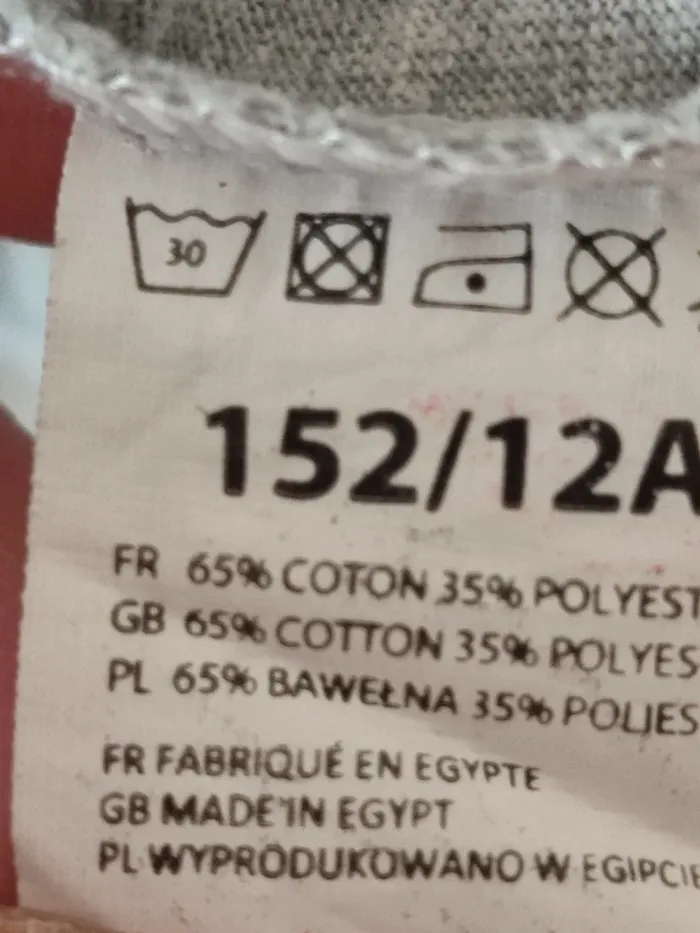 30
152/12A
FR 65% COTON 35% POLYEST
GB 65% COTTON 35% POLYES
PL 65% BAWEŁNA 35% POLIES
FR FABRIQUÉ EN EGYPTE
GB MADE IN EGYPT
PL WYPRODUKOWANO W EGIPCIE